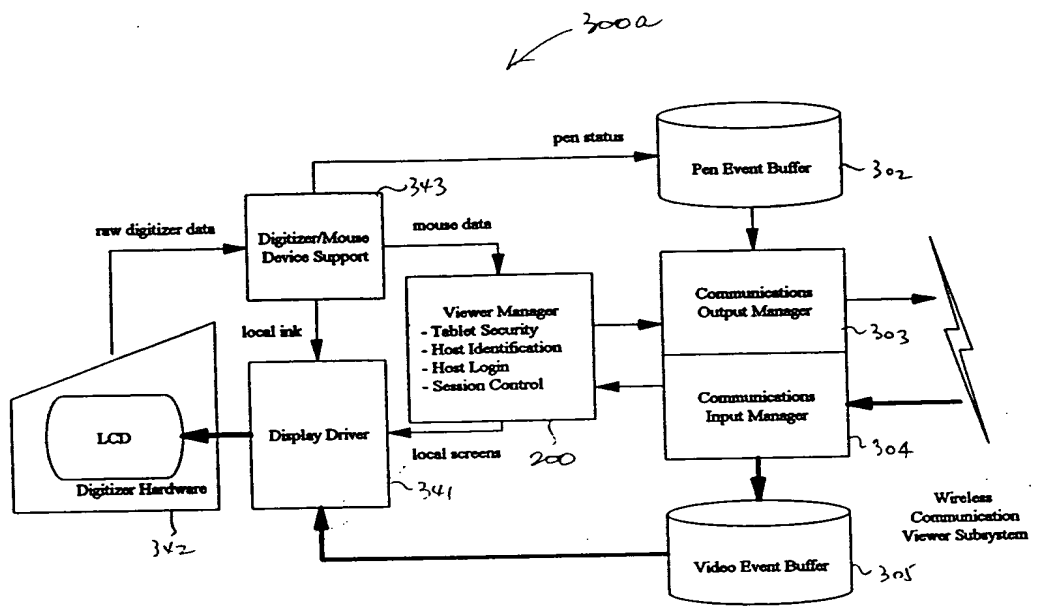 300a
pen status
Pen Event Buffer
302
343
raw digitizer data
Digitizer/Mouse
Device Support
mouse data
Viewer Manager
- Tablet Security
- Host Identification
- Host Login
- Session Control
Communications
Output Manager
303
local ink
Communications
Input Manager
304
LCD
Digitizer Hardware
342
Display Driver
341
local screens
200
Wireless
Communication
Viewer Subsystem
Video Event Buffer
305